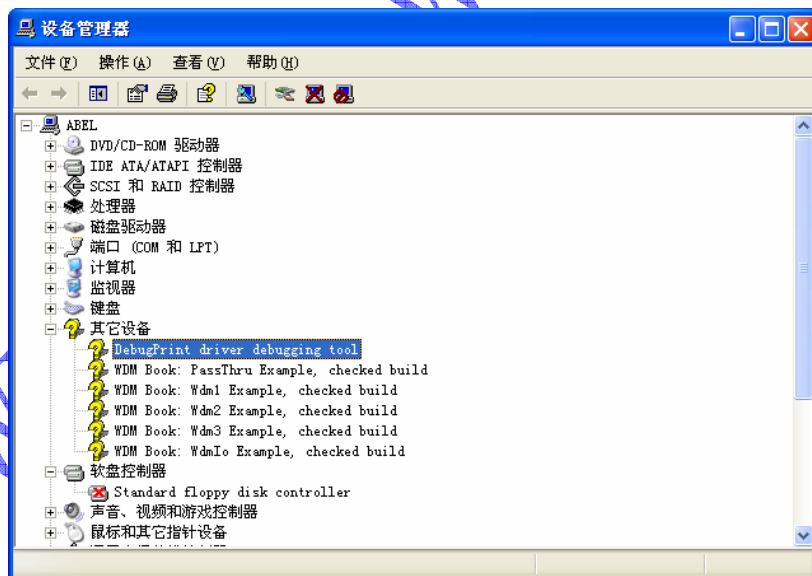 设备管理器
文件(F) 操作(A) 查看(V) 帮助(H)
ABEL
DVD/CD-ROM 驱动器
IDE ATA/ATAPI 控制器
SCSI 和 RAID 控制器
处理器
磁盘驱动器
端口 (COM 和 LPT)
计算机
监视器
键盘
其它设备
DebugPrint driver debugging tool
WDM Book: PassThru Example, checked build
WDM Book: Wdm1 Example, checked build
WDM Book: Wdm2 Example, checked build
WDM Book: Wdm3 Example, checked build
WDM Book: WdmIo Example, checked build
软盘控制器
Standard floppy disk controller
声音、视频和游戏控制器
鼠标和其它指针设备